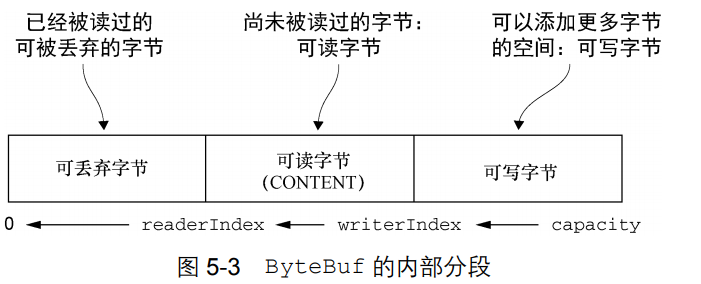 已经被读过的
可被丢弃的字节
尚未被读过的字节：
可读字节
可以添加更多字节
的空间：可写字节
可丢弃字节
可读字节
(CONTENT)
可写字节
0
readerIndex
writerIndex
capacity
图 5-3 ByteBuf 的内部分段